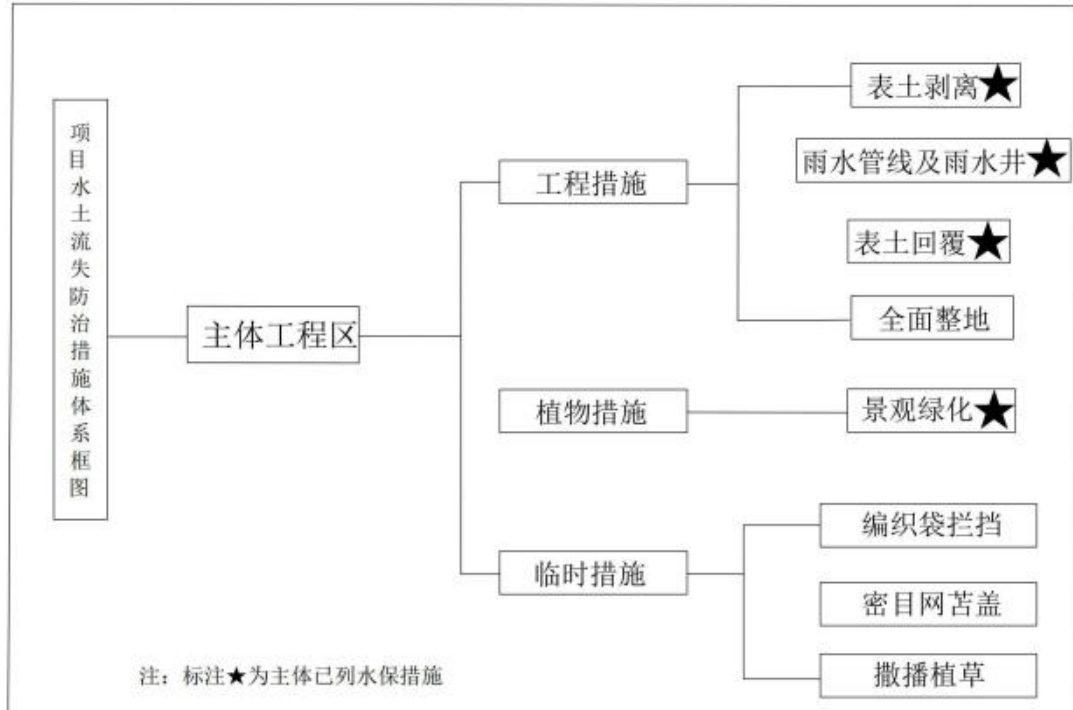 项目水土流失防治措施体系框图
主体工程区
工程措施
表土剥离★
雨水管线及雨水井★
表土回覆★
全面整地
植物措施
景观绿化★
临时措施
编织袋拦挡
密目网苫盖
撒播植草
注：标注★为主体已列水保措施